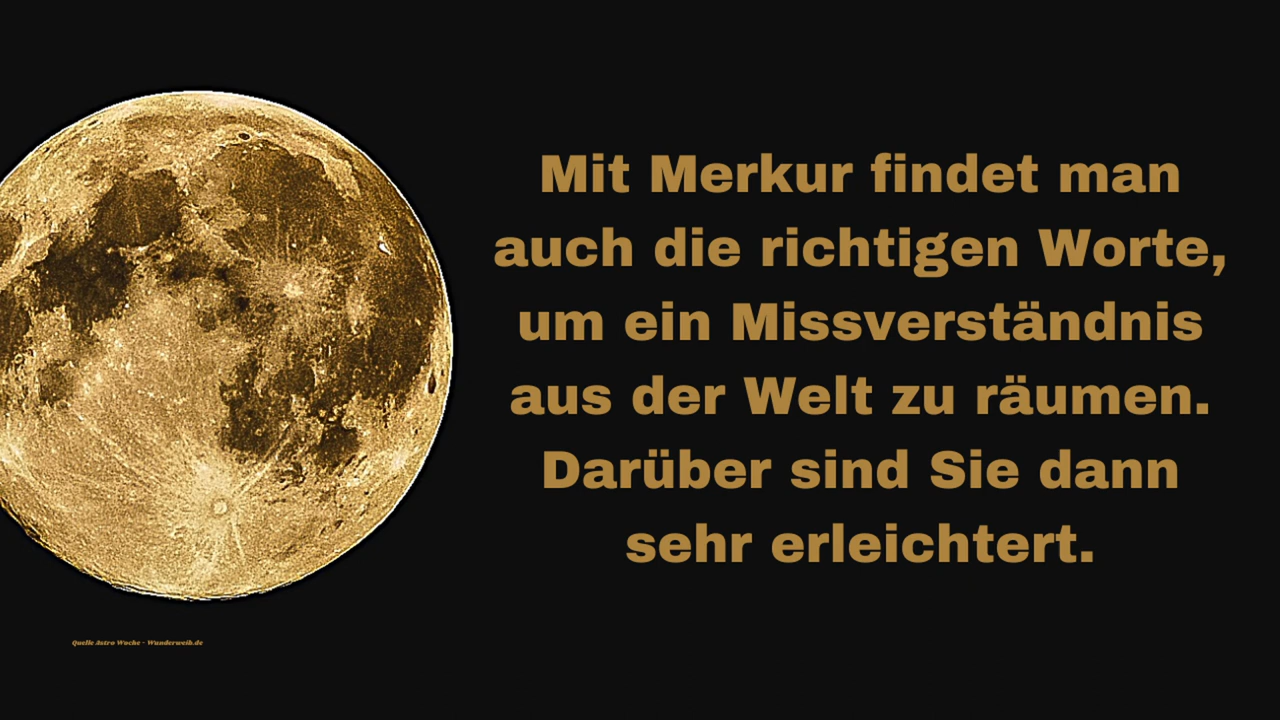 Mit Merkur findet man
auch die richtigen Worte,
um ein Missverständnis
aus der Welt zu räumen.
Darüber sind Sie dann
sehr erleichtert.
Quelle Astro Woche - Wunderweib.de